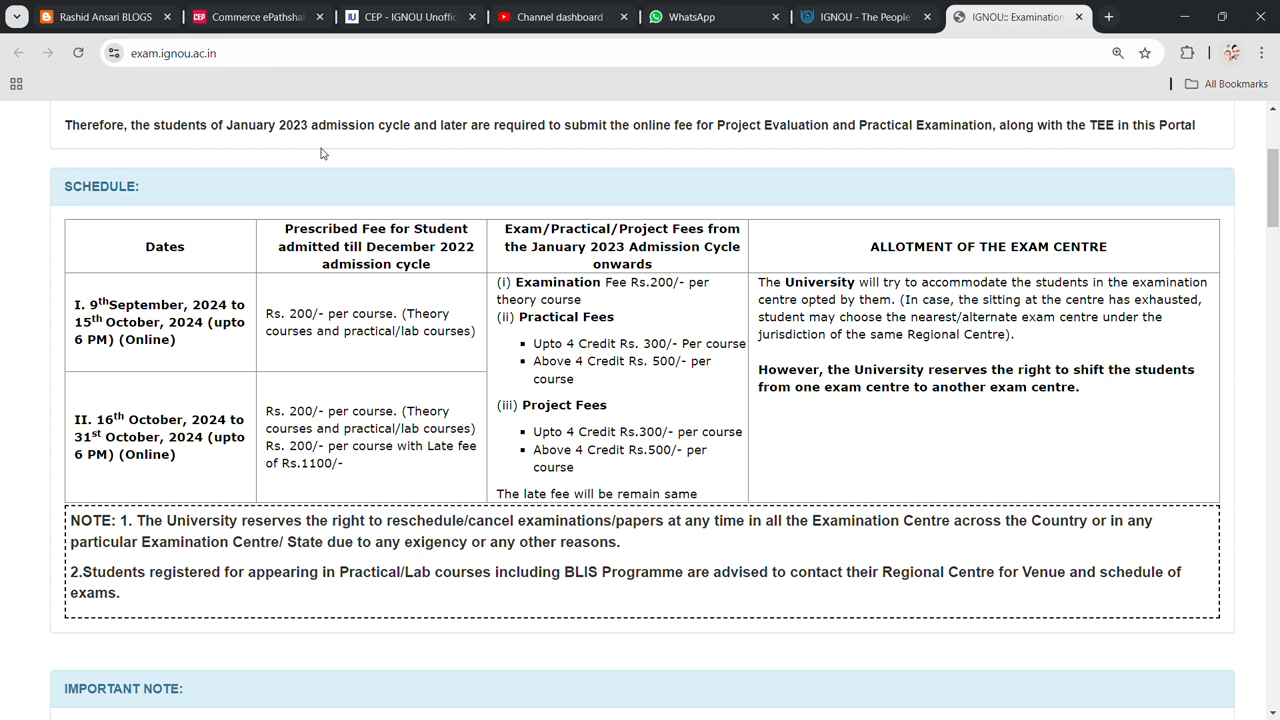 Rashid Ansari BLOGS
Commerce ePathshal
CEP - IGNOU Unoffic
Channel dashboard -
WhatsApp
IGNOU - The People'
IGNOU:: Examination
exam.ignou.ac.in
All Bookmarks
Therefore, the students of January 2023 admission cycle and later are required to submit the online fee for Project Evaluation and Practical Examination, along with the TEE in this Portal
SCHEDULE:
Dates
Prescribed Fee for Student
admitted till December 2022
admission cycle
Exam/Practical/Project Fees from
the January 2023 Admission Cycle
onwards
ALLOTMENT OF THE EXAM CENTRE
I. 9thSeptember, 2024 to
15th October, 2024 (upto
6 PM) (Online)
Rs. 200/- per course. (Theory
courses and practical/lab courses)
(i) Examination Fee Rs.200/- per
theory course
(ii) Practical Fees
▪ Upto 4 Credit Rs. 300/- Per course
▪ Above 4 Credit Rs. 500/- per
course
(iii) Project Fees
▪ Upto 4 Credit Rs.300/- per course
▪ Above 4 Credit Rs.500/- per
course
The late fee will be remain same
The University will try to accommodate the students in the examination
centre opted by them. (In case, the sitting at the centre has exhausted,
student may choose the nearest/alternate exam centre under the
jurisdiction of the same Regional Centre).
However, the University reserves the right to shift the students
from one exam centre to another exam centre.
II. 16th October, 2024 to
31st October, 2024 (upto
6 PM) (Online)
Rs. 200/- per course. (Theory
courses and practical/lab courses)
Rs. 200/- per course with Late fee
of Rs.1100/-
NOTE: 1. The University reserves the right to reschedule/cancel examinations/papers at any time in all the Examination Centre across the Country or in any
particular Examination Centre/ State due to any exigency or any other reasons.
2.Students registered for appearing in Practical/Lab courses including BLIS Programme are advised to contact their Regional Centre for Venue and schedule of
exams.
IMPORTANT NOTE: